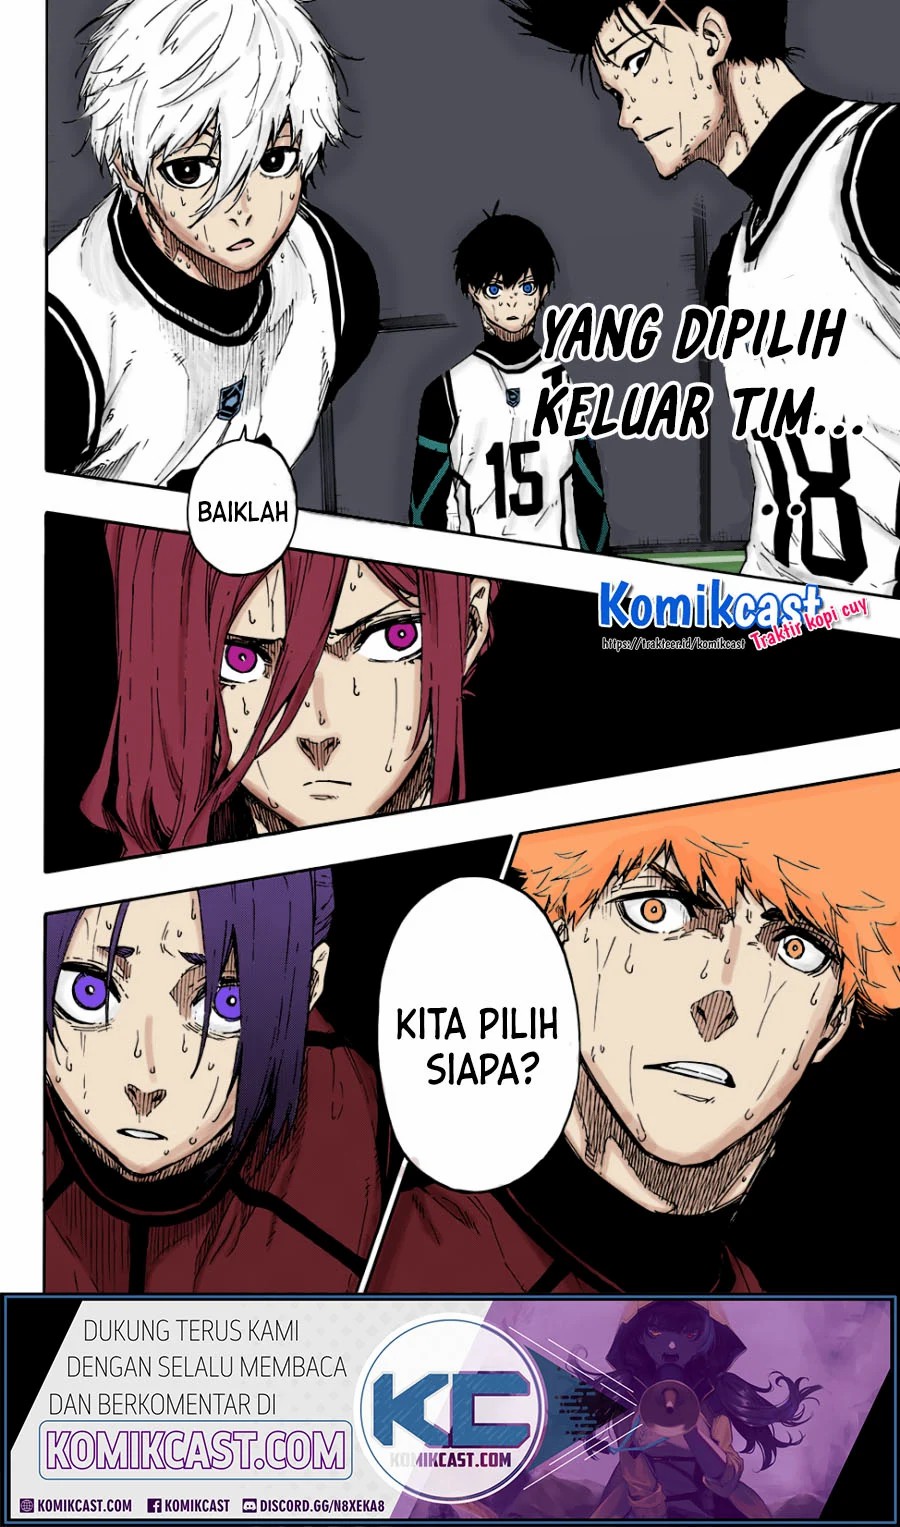 YANG DIPILIH
KELUAR TIM...
...
15
18
BAIKLAH
Komikcast
https://trakteer.id/komikcast
Traktir kopi cuy
KITA PILIH
SIAPA?
DUKUNG TERUS KAMI
DENGAN SELALU MEMBACA
DAN BERKOMENTAR DI
KOMIKCAST.COM
KC
KOMIKCAST.COM
KOMIKCAST.COM
KOMIKCAST
DISCORD.GG/N8XEKA8